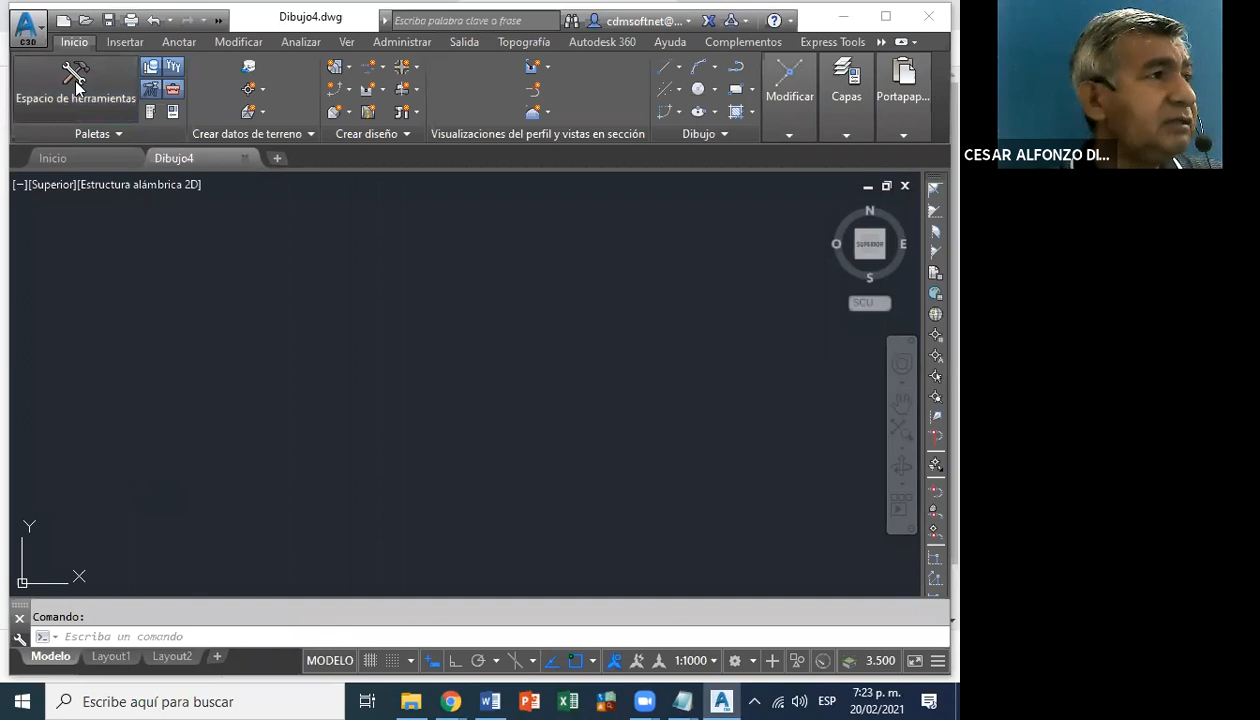 C3D
Dibujo4.dwg
Escriba palabra clave o frase
cdmsoftnet@...
Inicio
Insertar
Anotar
Modificar
Analizar
Ver
Administrar
Salida
Topografía
Autodesk 360
Ayuda
Complementos
Express Tools
Espacio de herramientas
Modificar
Capas
Portapap...
Paletas
Crear datos de terreno
Crear diseño
Visualizaciones del perfil y vistas en sección
Dibujo
Inicio
Dibujo4
[−][Superior][Estructura alámbrica 2D]
N
O
SUPERIOR
E
S
SCU
Y
X
Comando:
Escriba un comando
Modelo
Layout1
Layout2
MODELO
1:1000
3.500
Escribe aquí para buscar
ESP
7:23 p. m.
20/02/2021
CESAR ALFONZO DI...